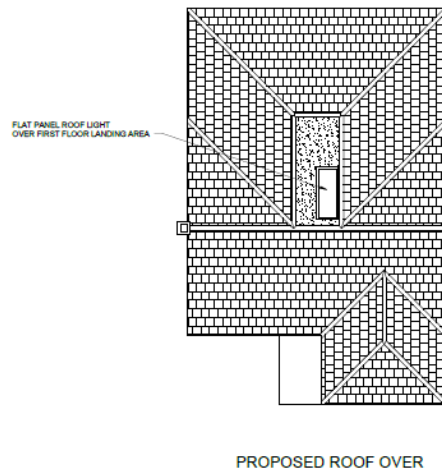 FLAT PANEL ROOF LIGHT
OVER FIRST FLOOR LANDING AREA
PROPOSED ROOF OVER